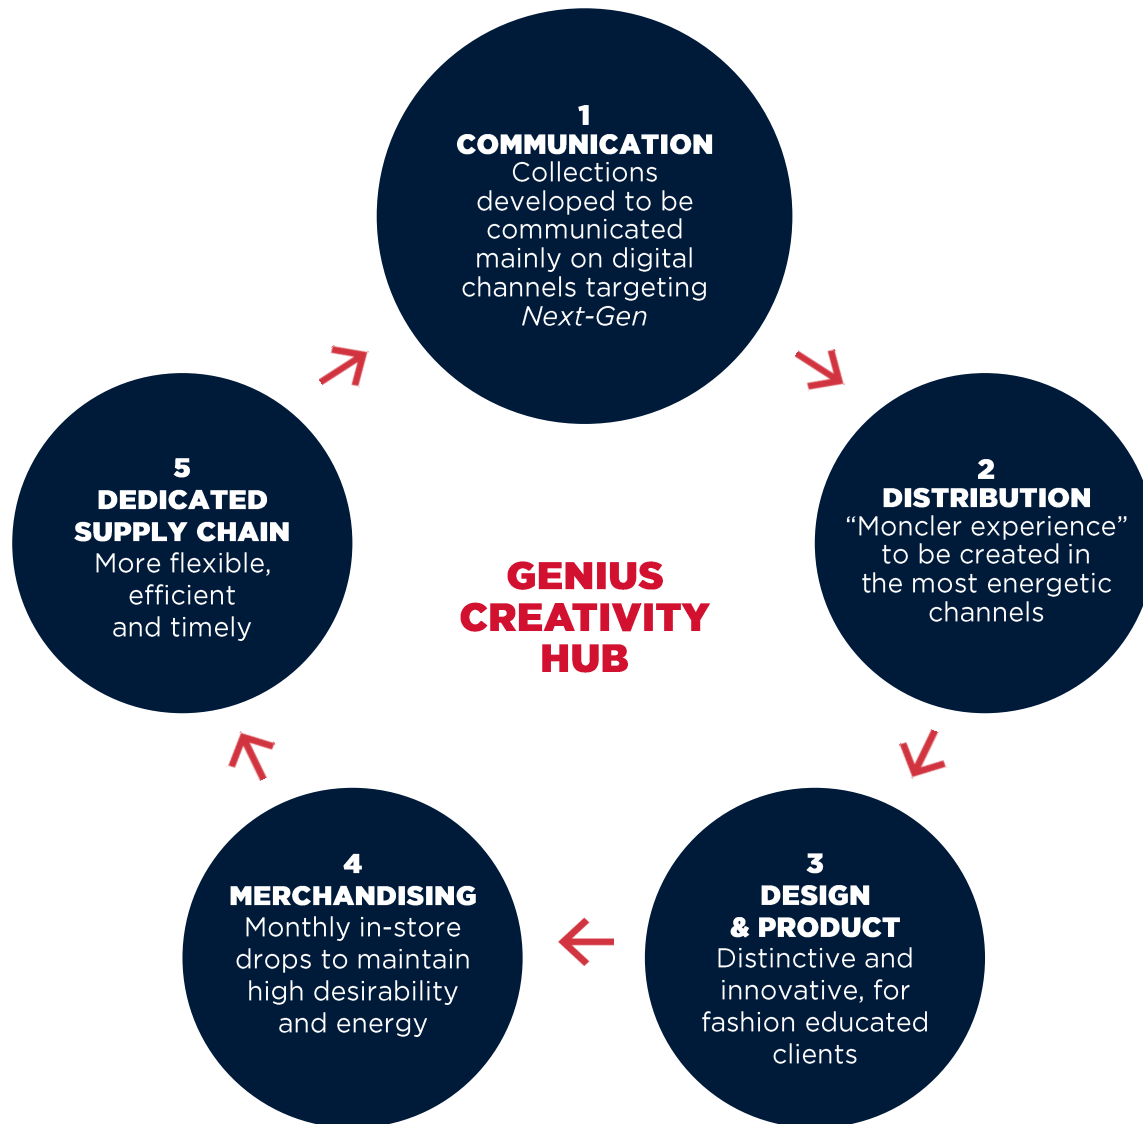 1
COMMUNICATION
Collections
developed to be
communicated
mainly on digital
channels targeting
Next-Gen
2
DISTRIBUTION
“Moncler experience”
to be created in
the most energetic
channels
3
DESIGN
& PRODUCT
Distinctive and
innovative, for
fashion educated
clients
4
MERCHANDISING
Monthly in-store
drops to maintain
high desirability
and energy
5
DEDICATED
SUPPLY CHAIN
More flexible,
efficient
and timely
GENIUS
CREATIVITY
HUB